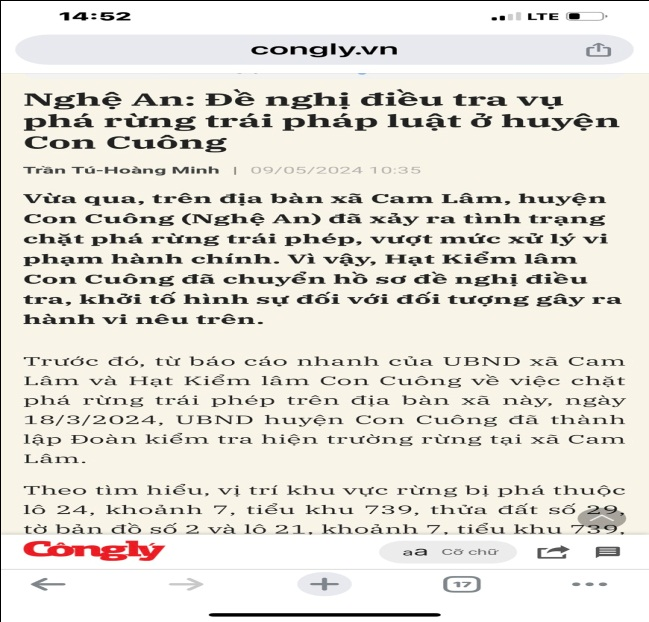 14:52
LTE
congly.vn
Nghệ An: Đề nghị điều tra vụ
phá rừng trái pháp luật ở huyện
Con Cuông
Trần Tú-Hoàng Minh | 09/05/2024 10:35
Vừa qua, trên địa bàn xã Cam Lâm, huyện
Con Cuông (Nghệ An) đã xảy ra tình trạng
chặt phá rừng trái phép, vượt mức xử lý vi
phạm hành chính. Vì vậy, Hạt Kiểm lâm
Con Cuông đã chuyển hồ sơ đề nghị điều
tra, khởi tố hình sự đối với đối tượng gây ra
hành vi nêu trên.
Trước đó, từ báo cáo nhanh của UBND xã Cam
Lâm và Hạt Kiểm lâm Con Cuông về việc chặt
phá rừng trái phép trên địa bàn xã này, ngày
18/3/2024, UBND huyện Con Cuông đã thành
lập Đoàn kiểm tra hiện trường rừng tại xã Cam
Lâm.
Theo tìm hiểu, vị trí khu vực rừng bị phá thuộc
lô 24, khoảnh 7, tiểu khu 739, thửa đất số 29,
tờ bản đồ số 2 và lô 21, khoảnh 7, tiểu khu 739,
Cônglý
aa Cỡ chữ
17